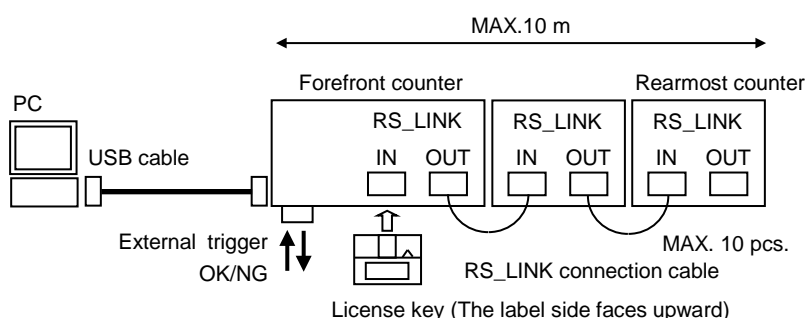 MAX.10 m
Forefront counter
Rearmost counter
PC
RS_LINK
RS_LINK
RS_LINK
USB cable
IN OUT
IN OUT
IN OUT
External trigger
OK/NG
MAX. 10 pcs.
RS_LINK connection cable
License key (The label side faces upward)